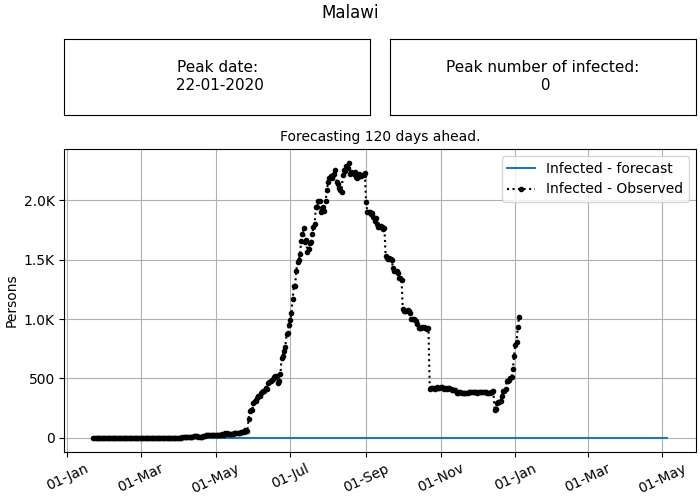 Malawi
Peak date:
22-01-2020
Peak number of infected:
0
Forecasting 120 days ahead.
Infected - forecast
Infected - Observed
2.0K
1.5K
1.0K
500
0
Persons
01-Jan
01-Mar
01-May
01-Jul
01-Sep
01-Nov
01-Jan
01-Mar
01-May